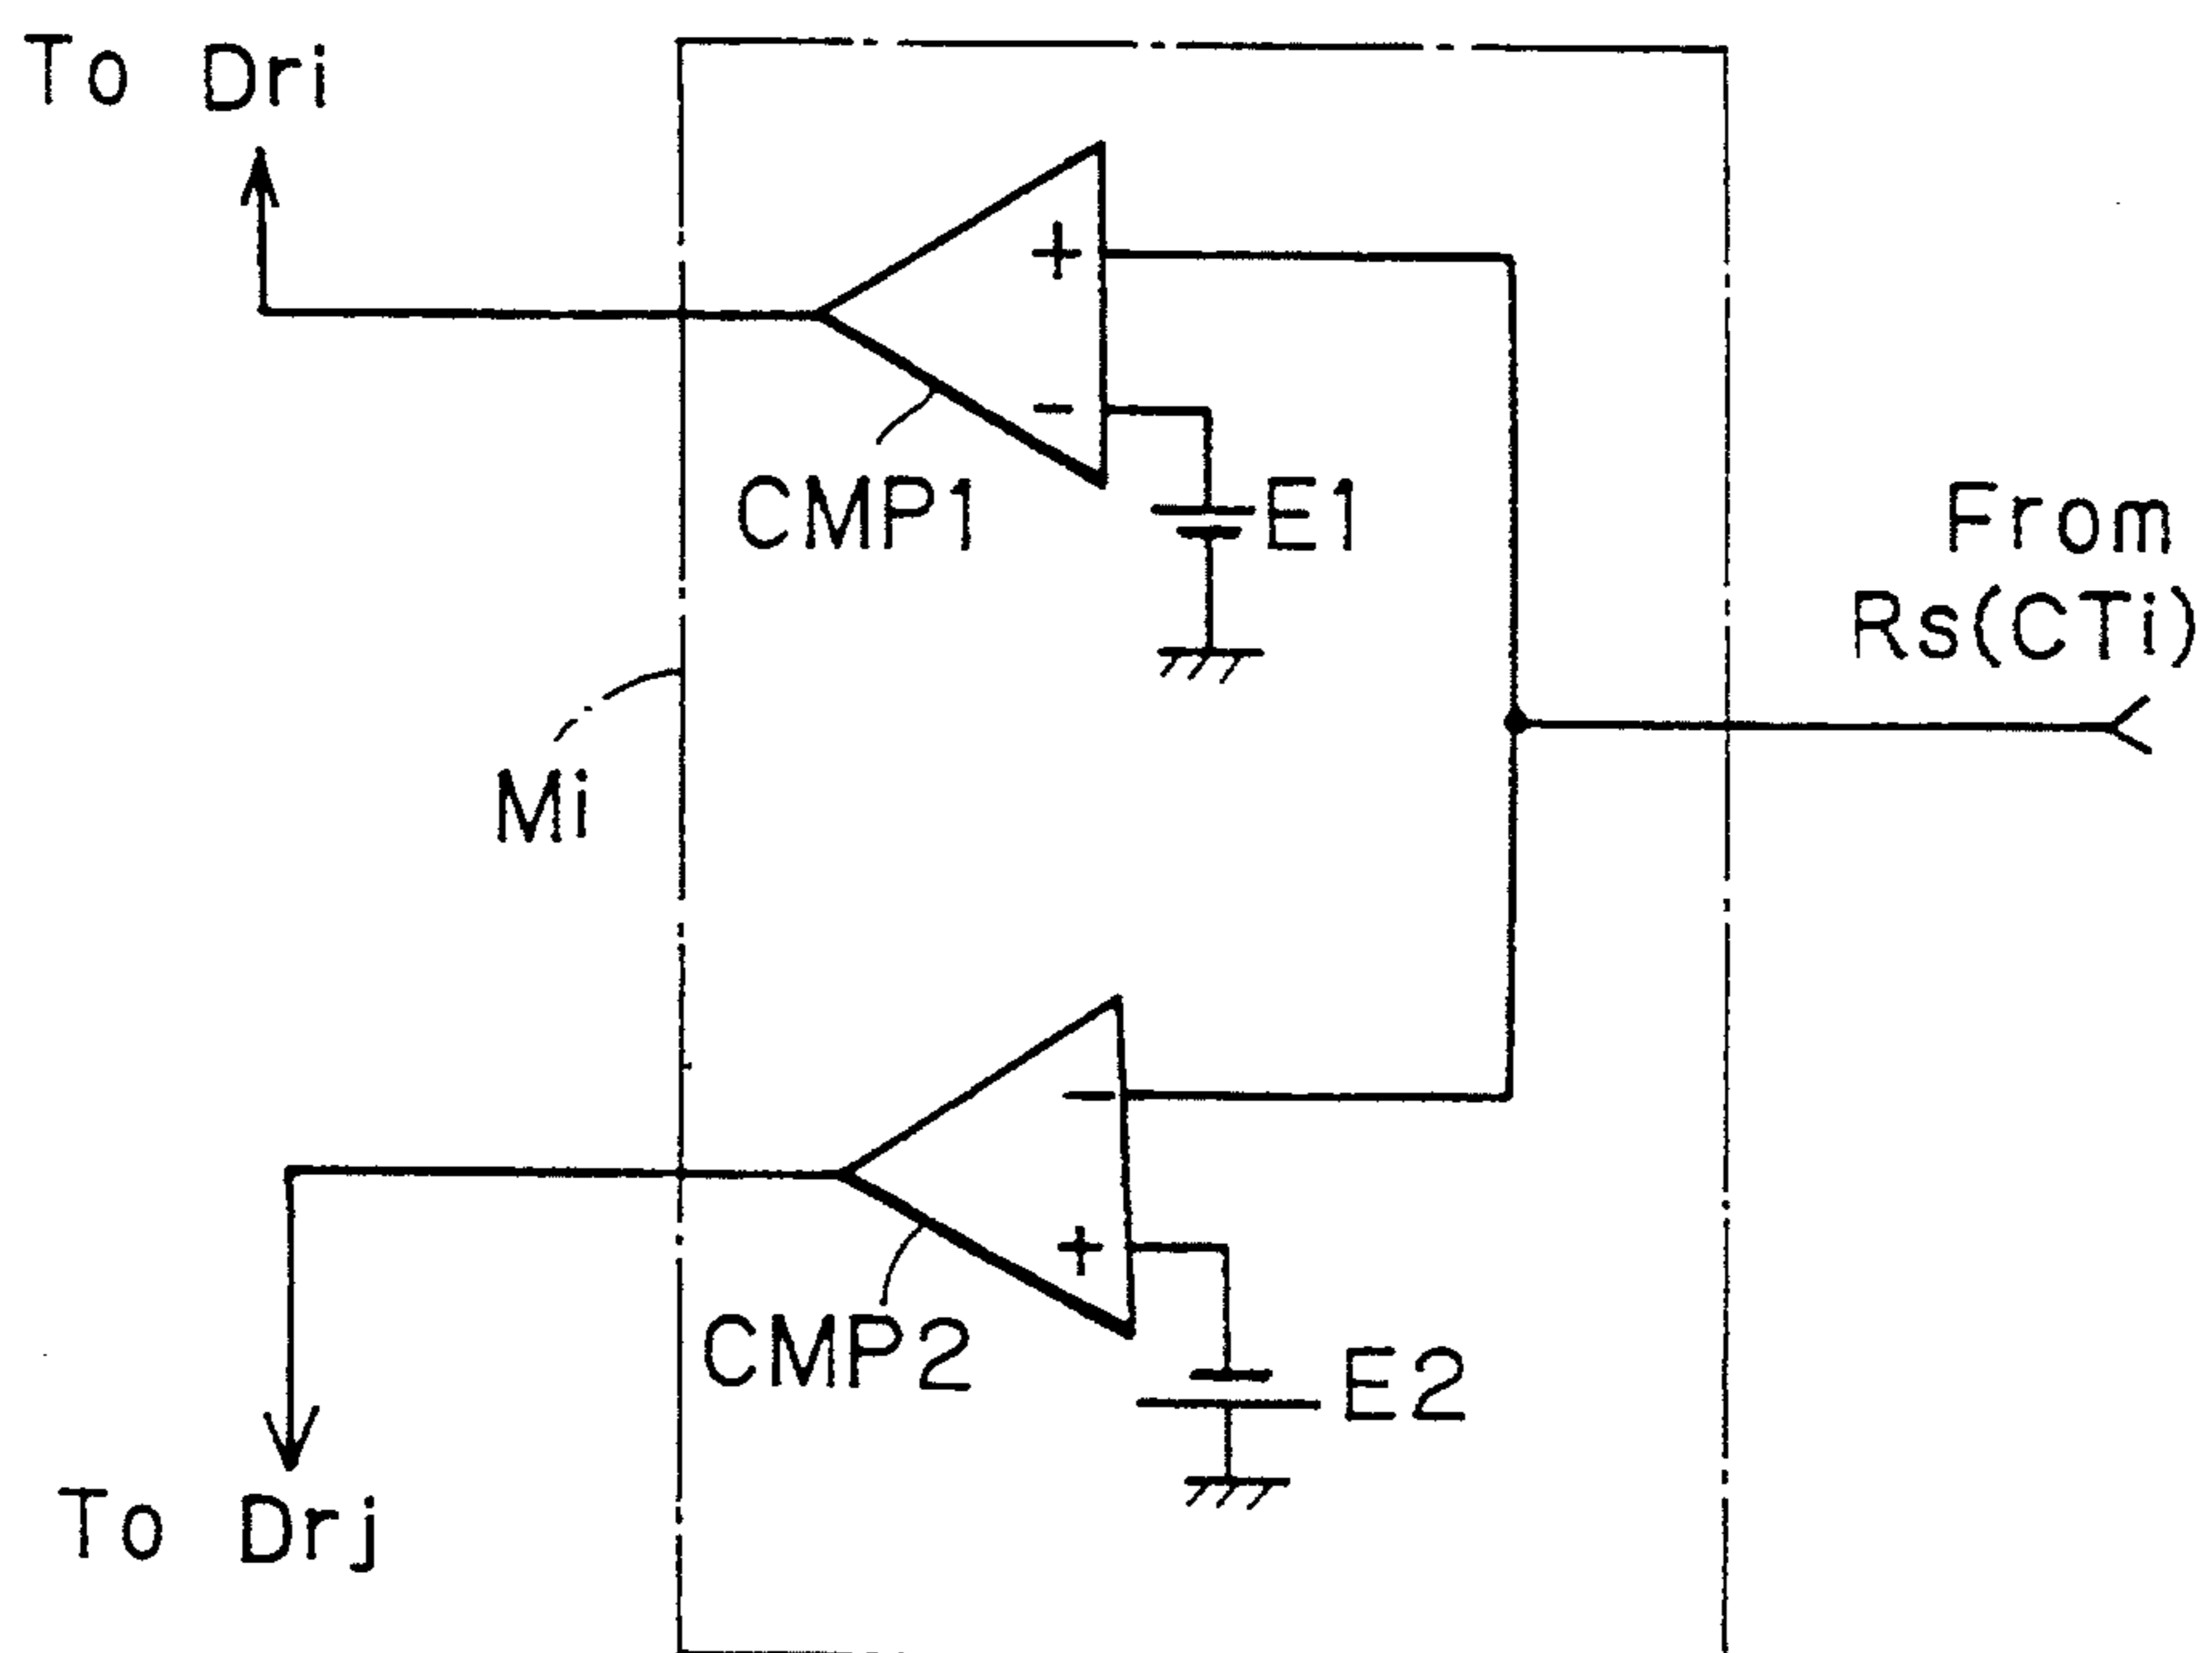 To Dri
+
-
CMP1
E1
From
Rs(CTi)
Mi
-
+
CMP2
E2
To Drj